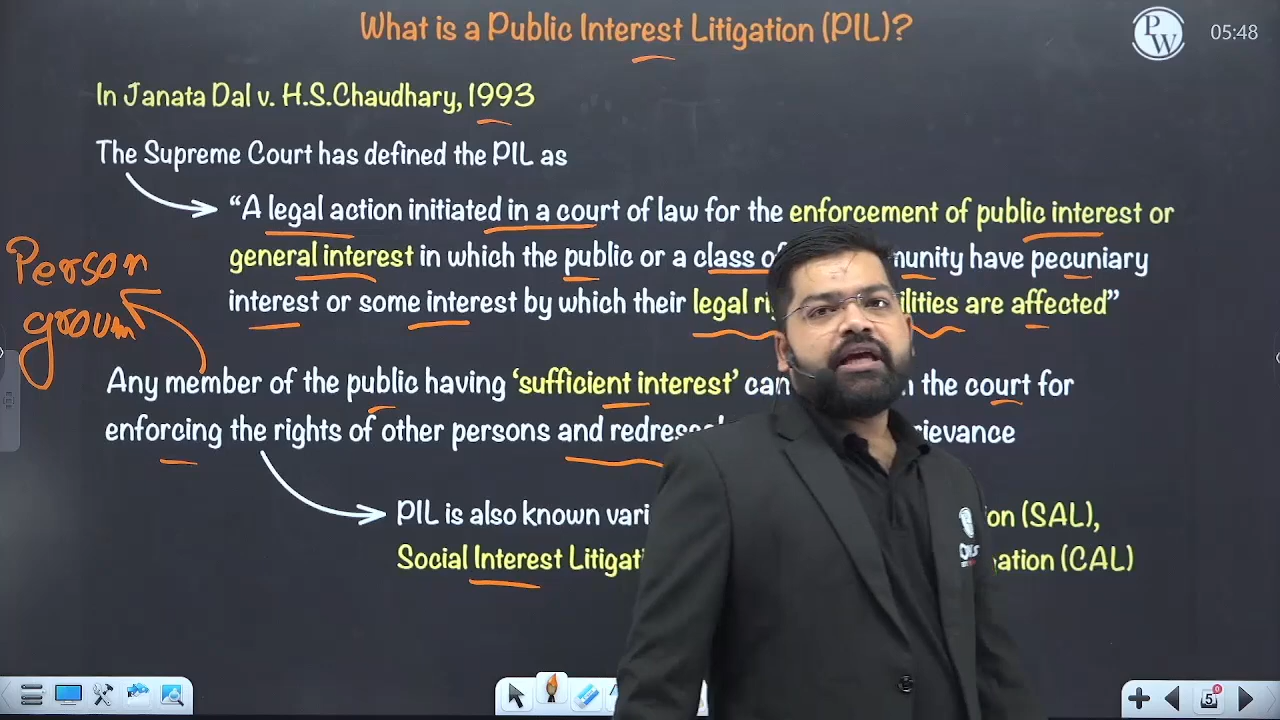 What is a Public Interest Litigation (PIL)?
PW
05:48
In Janata Dal v. H.S.Chaudhary, 1993
The Supreme Court has defined the PIL as
“A legal action initiated in a court of law for the enforcement of public interest or
general interest in which the public or a class of munity have pecuniary
interest or some interest by which their legal ri ilities are affected”
Person
Any member of the public having ‘sufficient interest’ can the court for
enforcing the rights of other persons and redressal rievance
PIL is also known vari on (SAL),
Social Interest Litigat gation (CAL)
5